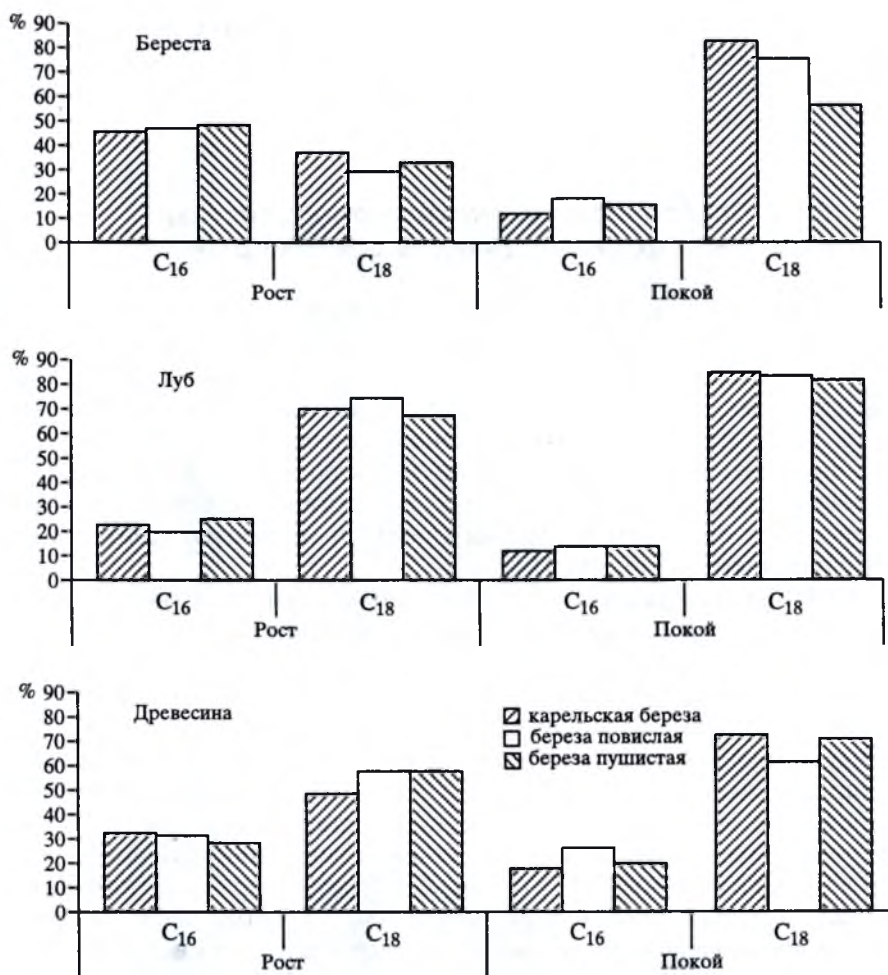 % 90
80
70
60
50
40
30
20
10
0
Береста
C16 C18 C16 C18
Рост Покой
% 90
80
70
60
50
40
30
20
10
0
Луб
C16 C18 C16 C18
Рост Покой
% 90
80
70
60
50
40
30
20
10
0
Древесина
карельская береза
береза повислая
береза пушистая
C16 C18 C16 C18
Рост Покой